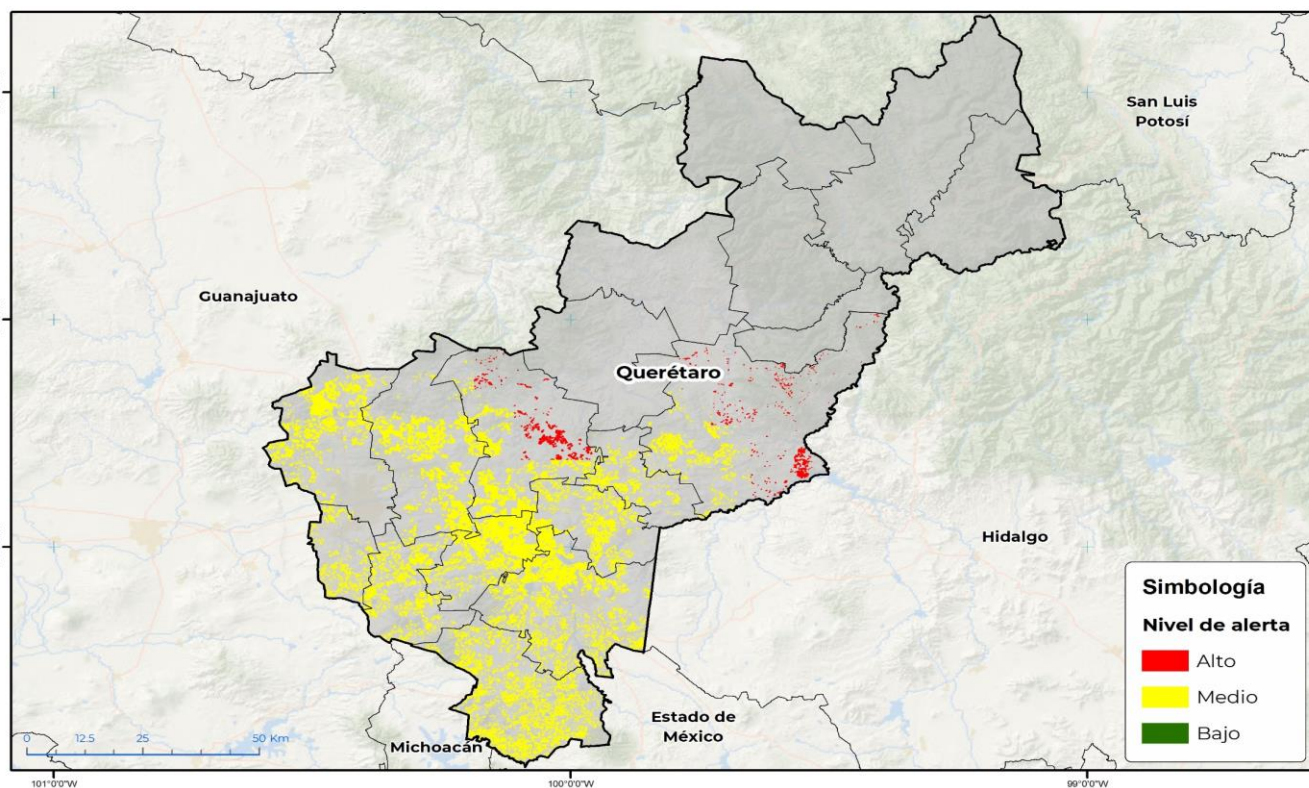 San Luis
Potosí
Guanajuato
Querétaro
Hidalgo
Simbología
Nivel de alerta
Alto
Medio
Bajo
Estado de
México
Michoacán
0 12.5 25 50 Km
101°0'0"W 100°0'0"W 99°0'0"W